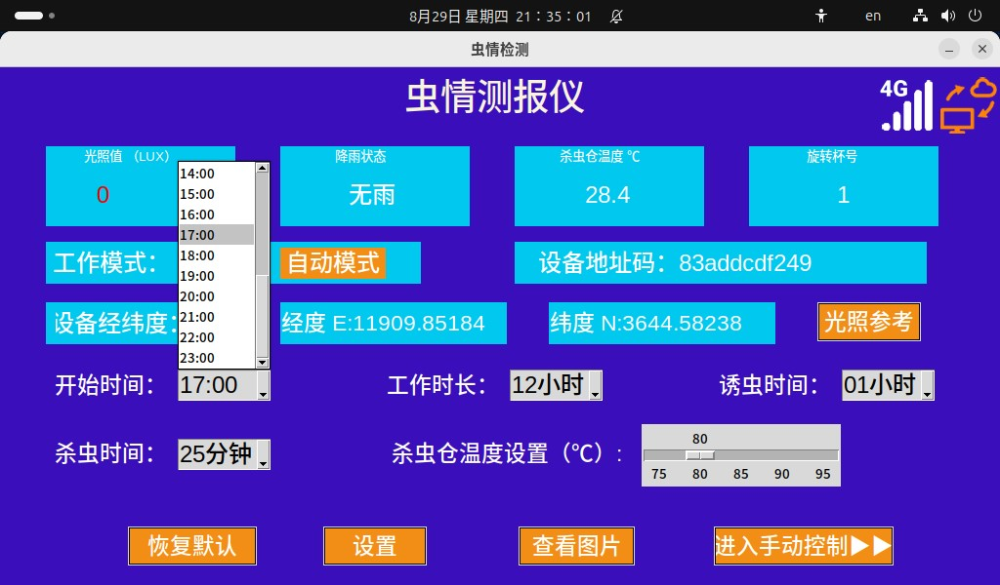 8月29日 星期四 21：35：01
en
虫情检测
虫情测报仪
4G
光照值 （LUX）
0
降雨状态
无雨
杀虫仓温度 ℃
28.4
旋转杯号
1
14:00
15:00
16:00
17:00
18:00
19:00
20:00
21:00
22:00
23:00
工作模式：
自动模式
设备地址码：83addcdf249
设备经纬度：
经度 E:11909.85184
纬度 N:3644.58238
光照参考
开始时间：
17:00
工作时长：
12小时
诱虫时间：
01小时
杀虫时间：
25分钟
杀虫仓温度设置（℃）:
80
75 80 85 90 95
恢复默认
设置
查看图片
进入手动控制▶▶